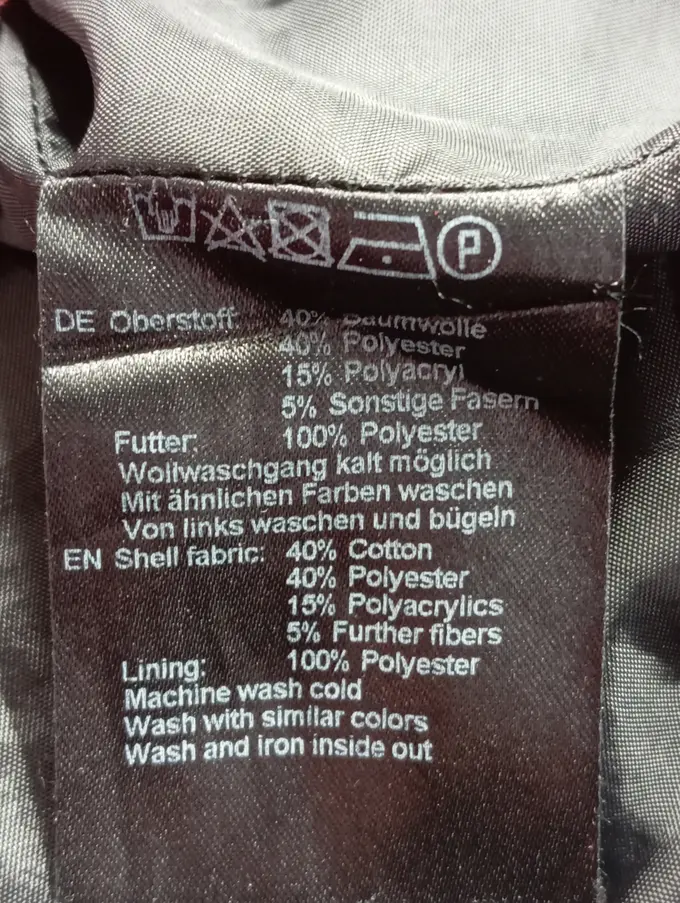 P
DE Oberstoff: 40% Baumwolle
40% Polyester
15% Polyacryl
5% Sonstige Fasern
Futter: 100% Polyester
Wollwaschgang kalt möglich
Mit ähnlichen Farben waschen
Von links waschen und bügeln
EN Shell fabric: 40% Cotton
40% Polyester
15% Polyacrylics
5% Further fibers
Lining: 100% Polyester
Machine wash cold
Wash with similar colors
Wash and iron inside out